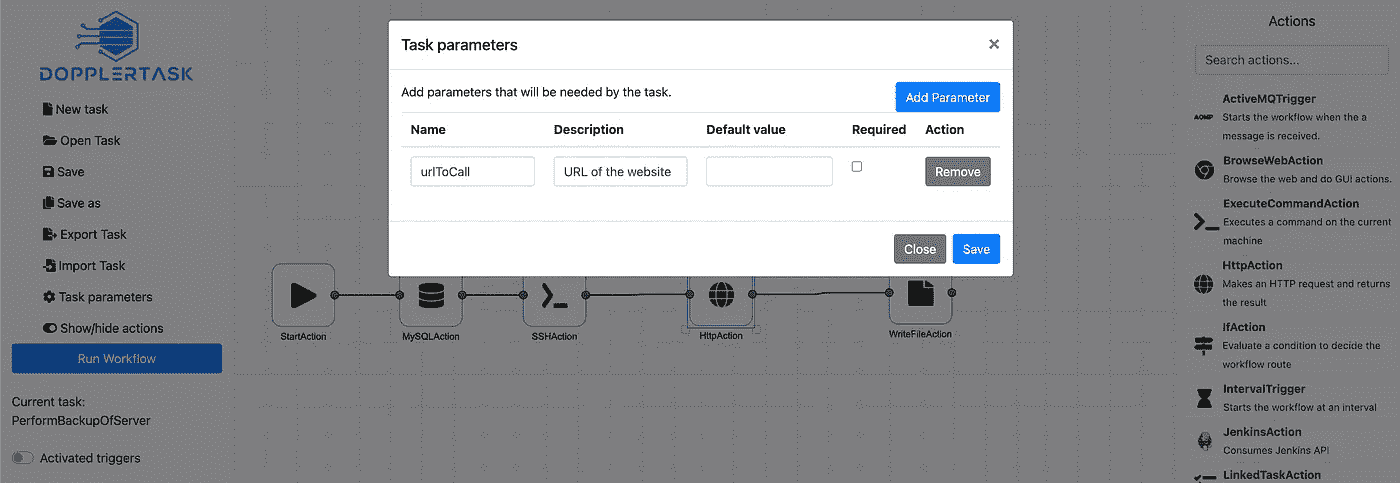 DOPPLERTASK
New task
Open Task
Save
Save as
Export Task
Import Task
Task parameters
Show/hide actions
Run Workflow
Current task:
PerformBackupOfServer
Activated triggers
Task parameters
×
Add parameters that will be needed by the task.
Add Parameter
Name Description Default value Required Action
urlToCall URL of the website Remove
Close Save
StartAction MySQLAction SSHAction HttpAction WriteFileAction
Actions
Search actions...
ActiveMQTrigger
Starts the workflow when the a
message is received.
BrowseWebAction
Browse the web and do GUI actions.
ExecuteCommandAction
Executes a command on the current
machine
HttpAction
Makes an HTTP request and returns
the result
IfAction
Evaluate a condition to decide the
workflow route
IntervalTrigger
Starts the workflow at an interval
JenkinsAction
Consumes Jenkins API
LinkedTaskAction